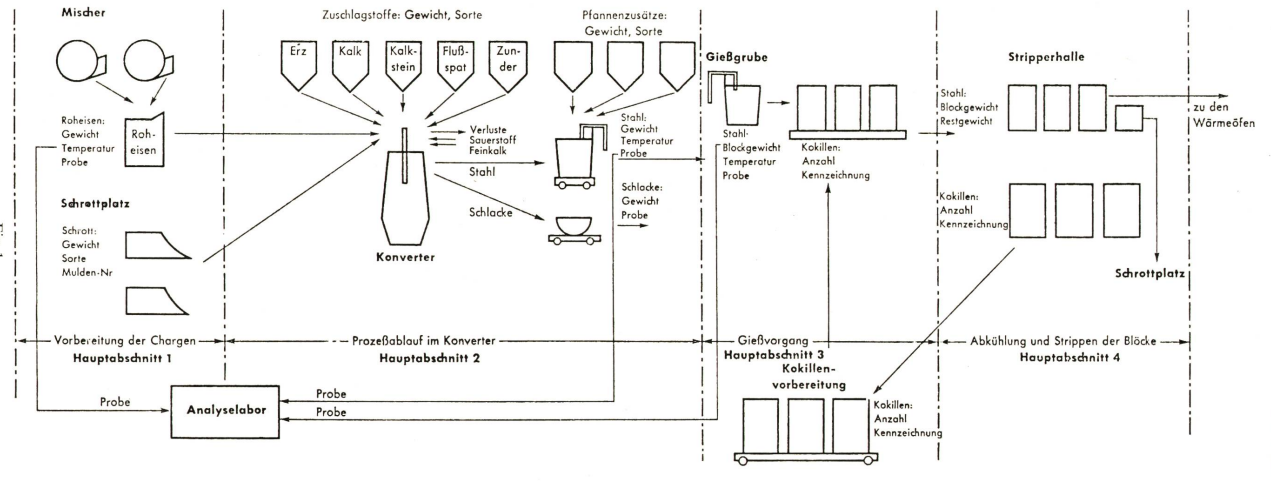 Mischer
Roheisen:
Gewicht
Temperatur
Probe
Roh-
eisen
Schrottplatz
Schrott:
Gewicht
Sorte
Mulden-Nr
Zuschlagstoffe: Gewicht, Sorte
Erz
Kalk
Kalk-
stein
Fluß-
spat
Zun-
der
Verluste
Sauerstoff
Feinkalk
Stahl
Schlacke
Konverter
Pfannenzusätze:
Gewicht, Sorte
Stahl:
Gewicht
Temperatur
Probe
Schlacke:
Gewicht
Probe
Gießgrube
Stahl-
Blockgewicht
Temperatur
Probe
Kokillen:
Anzahl
Kennzeichnung
Stripperhalle
Stahl:
Blockgewicht
Restgewicht
zu den
Wärmeöfen
Kokillen:
Anzahl
Kennzeichnung
Schrottplatz
Vorbereitung der Chargen
Hauptabschnitt 1
Prozeßablauf im Konverter
Hauptabschnitt 2
Gießvorgang
Hauptabschnitt 3
Abkühlung und Strippen der Blöcke
Hauptabschnitt 4
Kokillen-
vorbereitung
Kokillen:
Anzahl
Kennzeichnung
Probe
Analyselabor
Probe
Probe